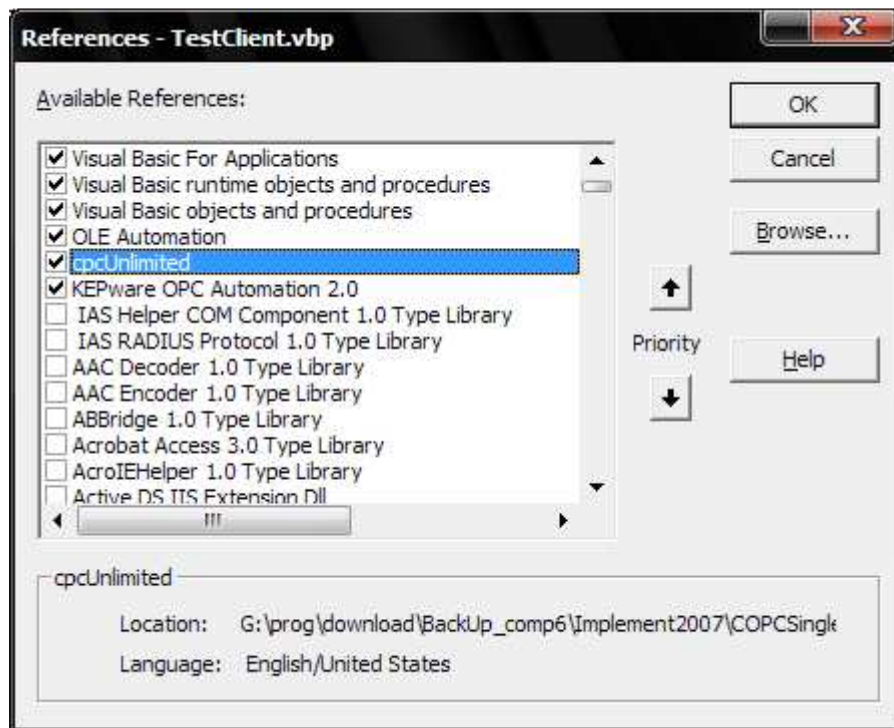 References - TestClient.vbp
Available References:
OK
Visual Basic For Applications
Cancel
Visual Basic runtime objects and procedures
Visual Basic objects and procedures
Browse...
OLE Automation
cpcUnlimited
KEPware OPC Automation 2.0
IAS Helper COM Component 1.0 Type Library
IAS RADIUS Protocol 1.0 Type Library
Priority
Help
AAC Decoder 1.0 Type Library
AAC Encoder 1.0 Type Library
ABBridge 1.0 Type Library
Acrobat Access 3.0 Type Library
AcroIEHelper 1.0 Type Library
Active DS IIS Extension Dll
cpcUnlimited
Location: G:\prog\download\BackUp_comp6\Implement2007\COPCSingle
Language: English/United States